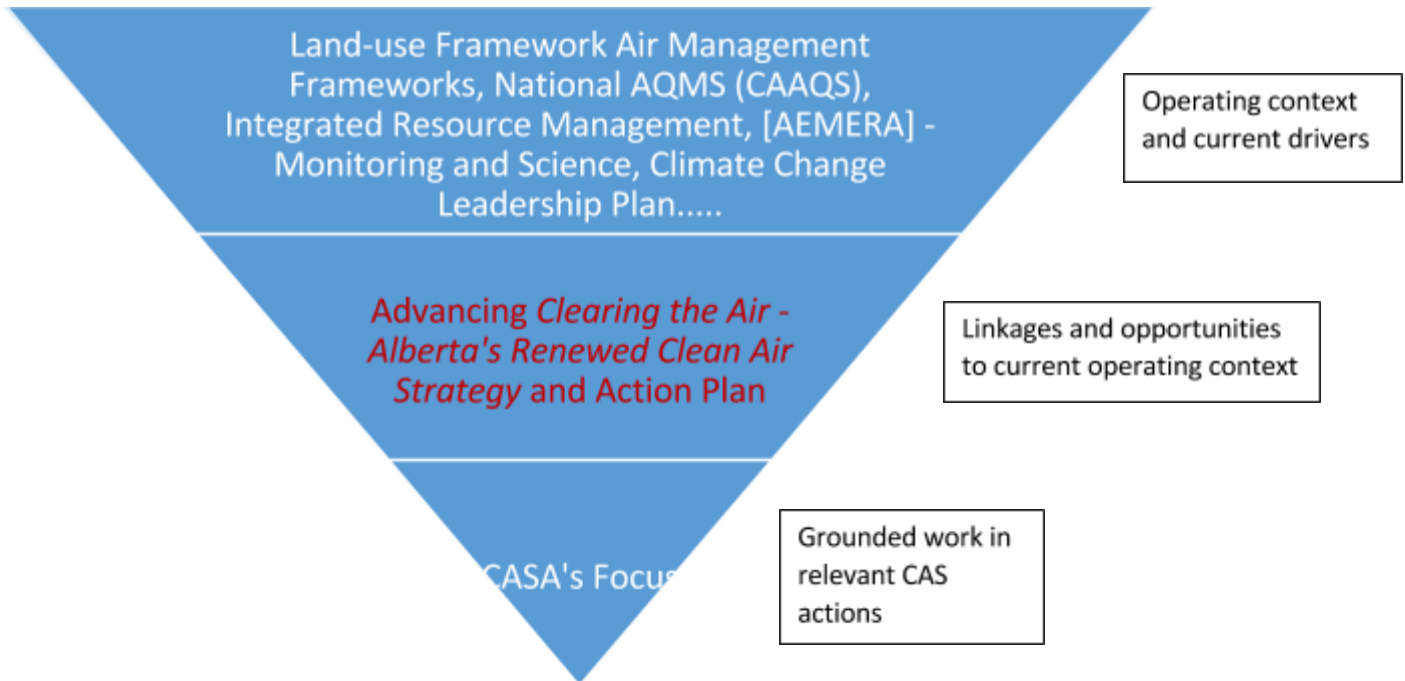 Land-use Framework Air Management
Frameworks, National AQMS (CAAQS),
Integrated Resource Management, [AEMERA] -
Monitoring and Science, Climate Change
Leadership Plan.....
Operating context
and current drivers
Advancing Clearing the Air -
Alberta's Renewed Clean Air
Strategy and Action Plan
Linkages and opportunities
to current operating context
CASA's Focus
Grounded work in
relevant CAS
actions